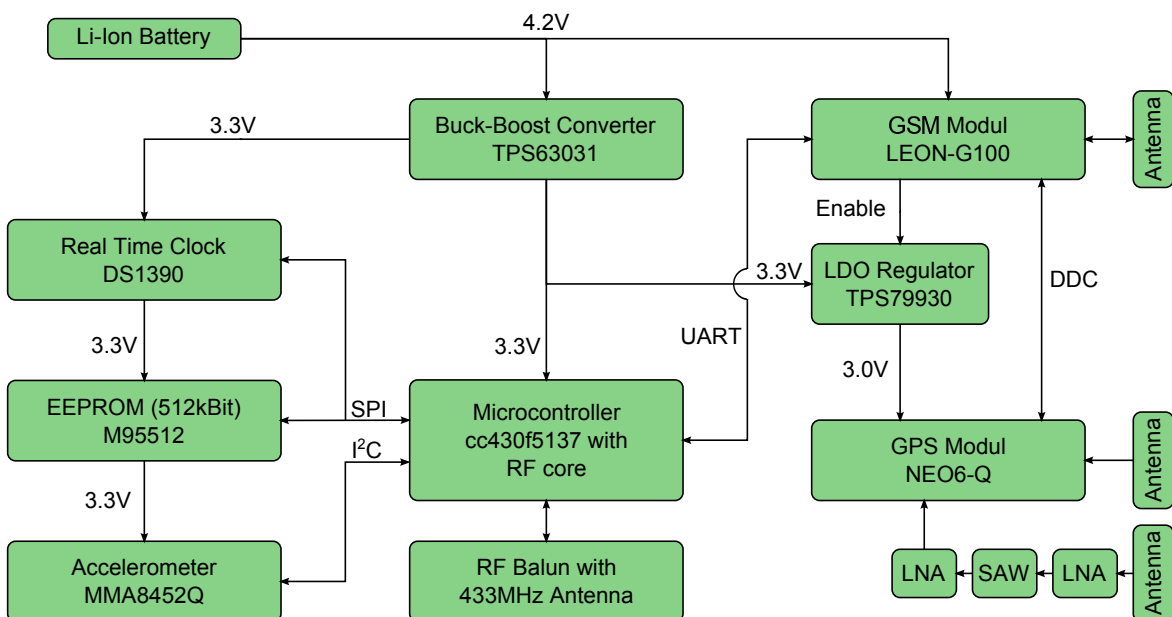 4.2V
Li-Ion Battery
3.3V
Buck-Boost Converter
TPS63031
GSM Modul
LEON-G100
Antenna
Enable
Real Time Clock
DS1390
3.3V
LDO Regulator
TPS79930
DDC
UART
3.3V
3.3V
3.0V
EEPROM (512kBit)
M95512
SPI
Microcontroller
cc430f5137 with
RF core
I²C
GPS Modul
NEO6-Q
Antenna
3.3V
Accelerometer
MMA8452Q
RF Balun with
433MHz Antenna
LNA
SAW
LNA
Antenna